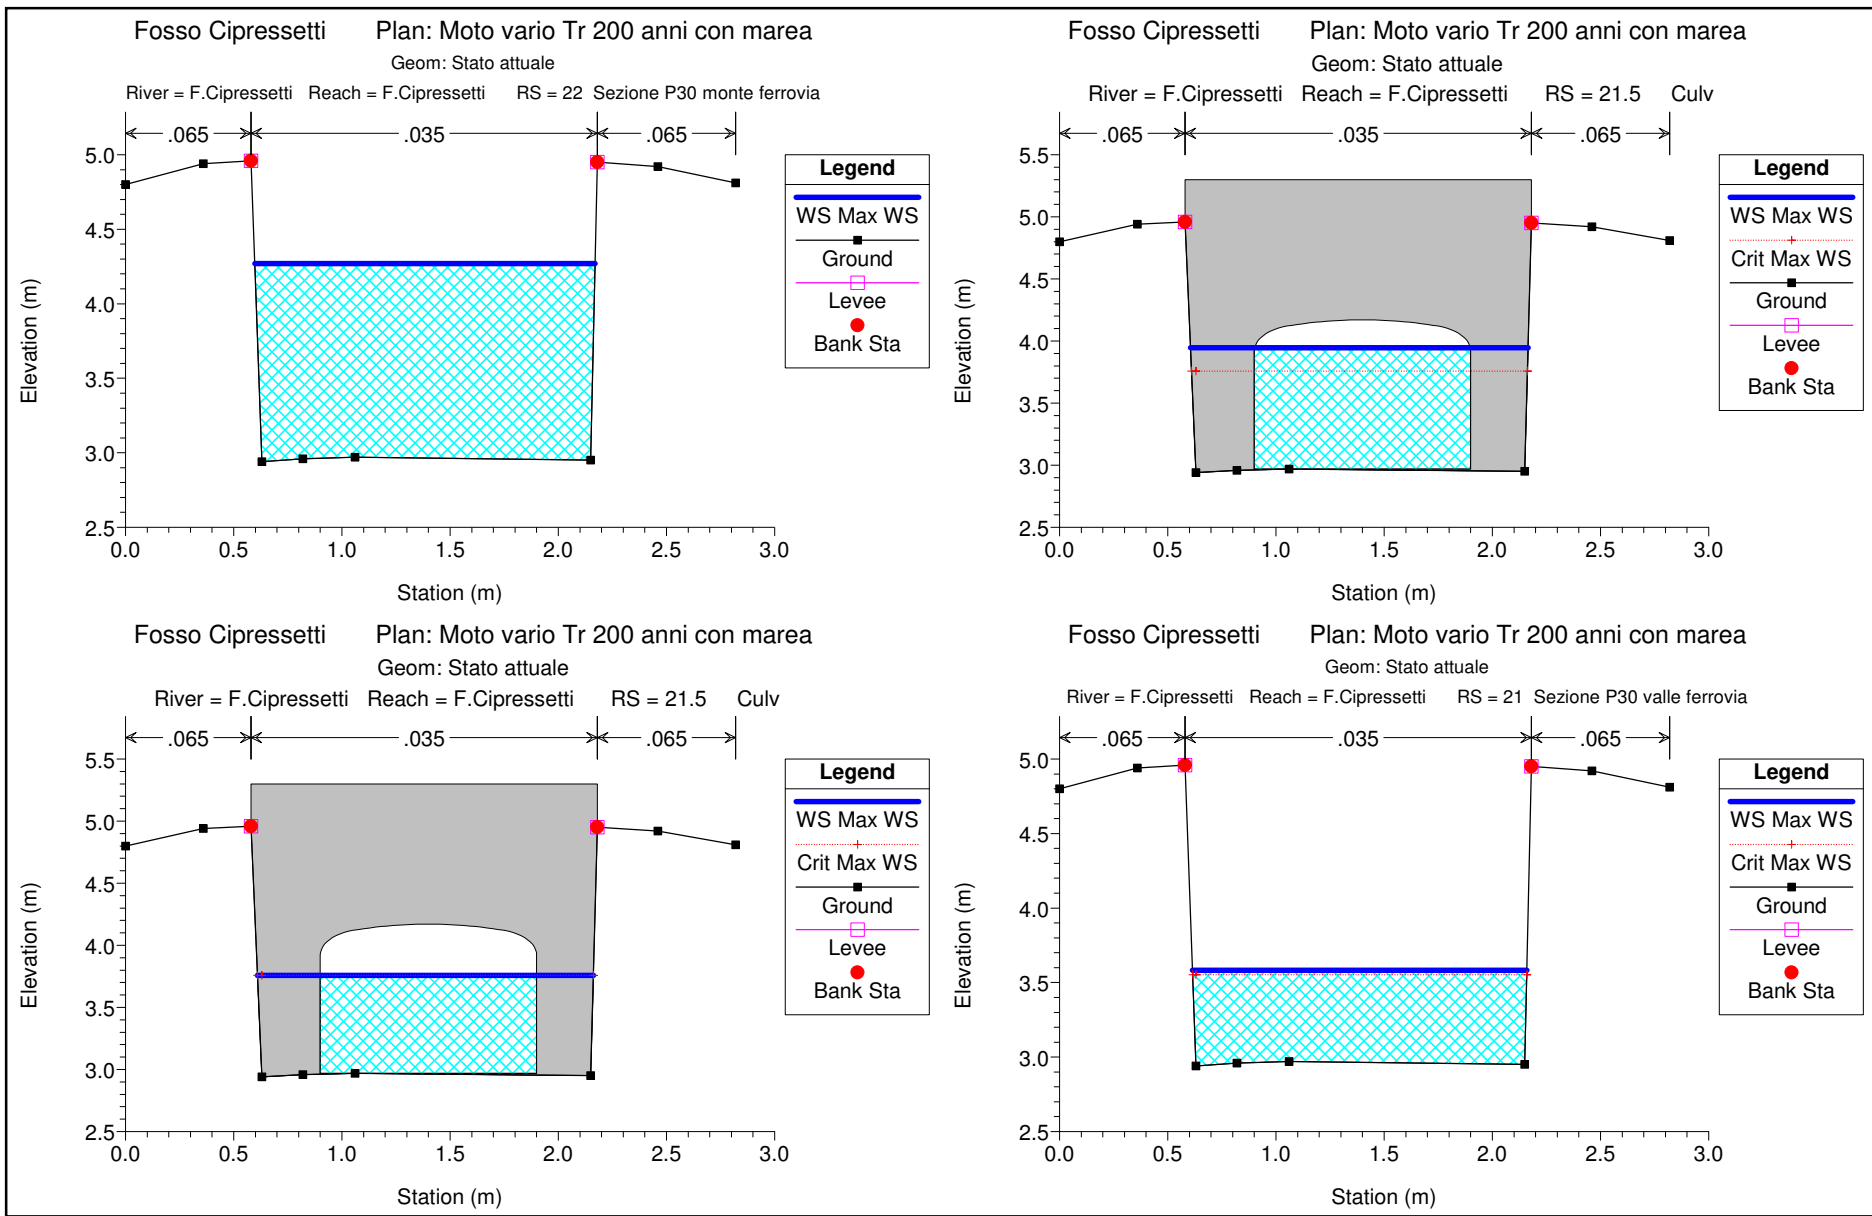 Fosso Cipressetti Plan: Moto vario Tr 200 anni con marea
Geom: Stato attuale
River = F.Cipressetti Reach = F.Cipressetti RS = 22 Sezione P30 monte ferrovia
.065 .035 .065
5.0
4.5
4.0
3.5
3.0
2.5
0.0 0.5 1.0 1.5 2.0 2.5 3.0
Elevation (m)
Station (m)
Legend
WS Max WS
Ground
Levee
Bank Sta
Fosso Cipressetti Plan: Moto vario Tr 200 anni con marea
Geom: Stato attuale
River = F.Cipressetti Reach = F.Cipressetti RS = 21.5 Culv
.065 .035 .065
5.5
5.0
4.5
4.0
3.5
3.0
2.5
0.0 0.5 1.0 1.5 2.0 2.5 3.0
Elevation (m)
Station (m)
Legend
WS Max WS
Crit Max WS
Ground
Levee
Bank Sta
Fosso Cipressetti Plan: Moto vario Tr 200 anni con marea
Geom: Stato attuale
River = F.Cipressetti Reach = F.Cipressetti RS = 21.5 Culv
.065 .035 .065
5.5
5.0
4.5
4.0
3.5
3.0
2.5
0.0 0.5 1.0 1.5 2.0 2.5 3.0
Elevation (m)
Station (m)
Legend
WS Max WS
Crit Max WS
Ground
Levee
Bank Sta
Fosso Cipressetti Plan: Moto vario Tr 200 anni con marea
Geom: Stato attuale
River = F.Cipressetti Reach = F.Cipressetti RS = 21 Sezione P30 valle ferrovia
.065 .035 .065
5.0
4.5
4.0
3.5
3.0
2.5
0.0 0.5 1.0 1.5 2.0 2.5 3.0
Elevation (m)
Station (m)
Legend
WS Max WS
Crit Max WS
Ground
Levee
Bank Sta